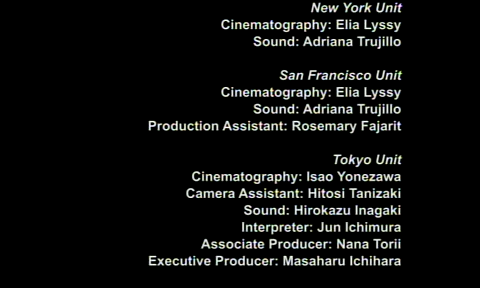 New York Unit
Cinematography: Elia Lyssy
Sound: Adriana Trujillo
San Francisco Unit
Cinematography: Elia Lyssy
Sound: Adriana Trujillo
Production Assistant: Rosemary Fajarit
Tokyo Unit
Cinematography: Isao Yonezawa
Camera Assistant: Hitosi Tanizaki
Sound: Hirokazu Inagaki
Interpreter: Jun Ichimura
Associate Producer: Nana Torii
Executive Producer: Masaharu Ichihara